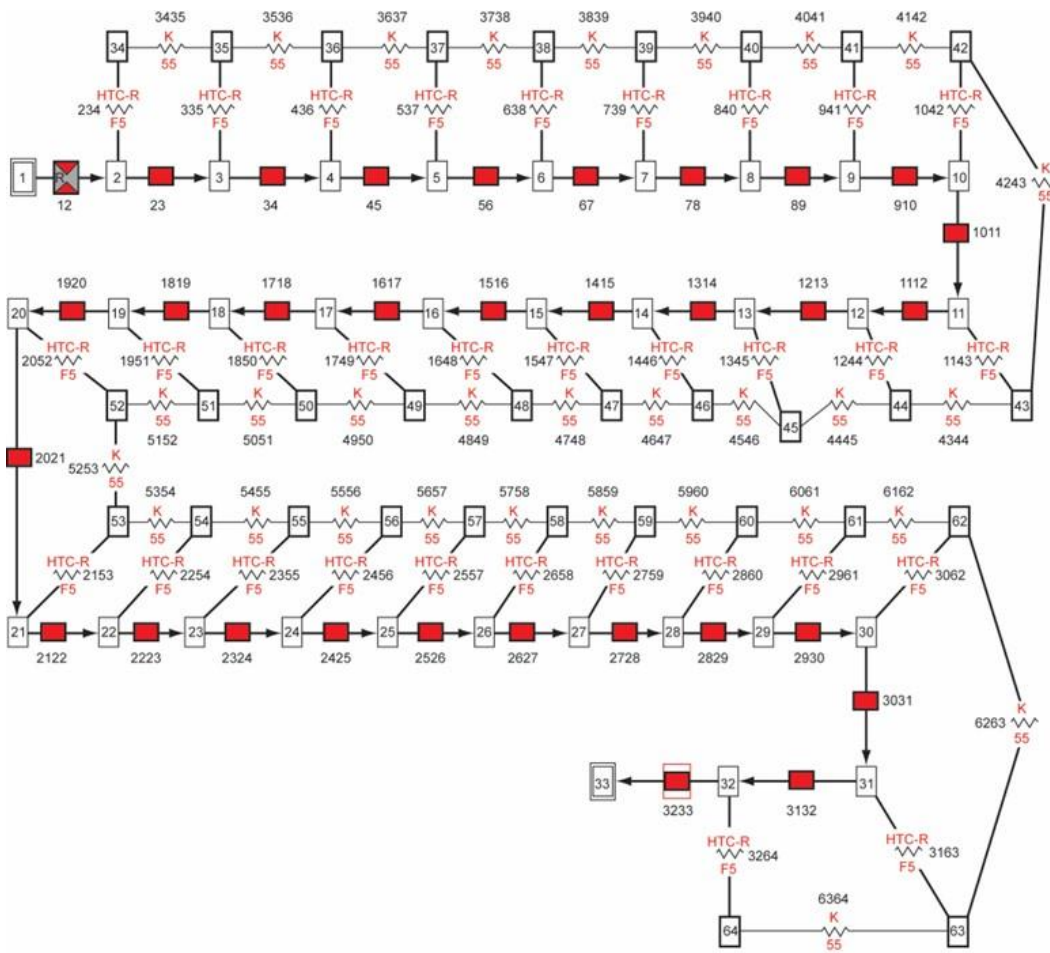 3435 3536 3637 3738 3839 3940 4041 4142
34 K 35 K 36 K 37 K 38 K 39 K 40 K 41 K 42
55 55 55 55 55 55 55 55
HTC-R HTC-R HTC-R HTC-R HTC-R HTC-R HTC-R HTC-R HTC-R
234 335 436 537 638 739 840 941 1042
F5 F5 F5 F5 F5 F5 F5 F5 F5
K
4243
55
1 R 2 3 4 5 6 7 8 9 10
12 23 34 45 56 67 78 89 910
1011
1920 1819 1718 1617 1516 1415 1314 1213 1112
20 19 18 17 16 15 14 13 12 11
HTC-R HTC-R HTC-R HTC-R HTC-R HTC-R HTC-R HTC-R HTC-R HTC-R
2052 1951 1850 1749 1648 1547 1446 1345 1244 1143
F5 F5 F5 F5 F5 F5 F5 F5 F5 F5
52 K 51 K 50 K 49 K 48 K 47 K 46 K 45 K 44 K 43
55 55 55 55 55 55 55 55 55
5152 5051 4950 4849 4748 4647 4546 4445 4344
2021
K
5253
55
5354 5455 5556 5657 5758 5859 5960 6061 6162
53 K 54 K 55 K 56 K 57 K 58 K 59 K 60 K 61 K 62
55 55 55 55 55 55 55 55 55
HTC-R HTC-R HTC-R HTC-R HTC-R HTC-R HTC-R HTC-R HTC-R HTC-R
2153 2254 2355 2456 2557 2658 2759 2860 2961 3062
F5 F5 F5 F5 F5 F5 F5 F5 F5 F5
21 22 23 24 25 26 27 28 29 30
2122 2223 2324 2425 2526 2627 2728 2829 2930
3031
K
6263
55
33 32 31
3233 3132
HTC-R HTC-R
3264 3163
F5 F5
6364
64 K 63
55